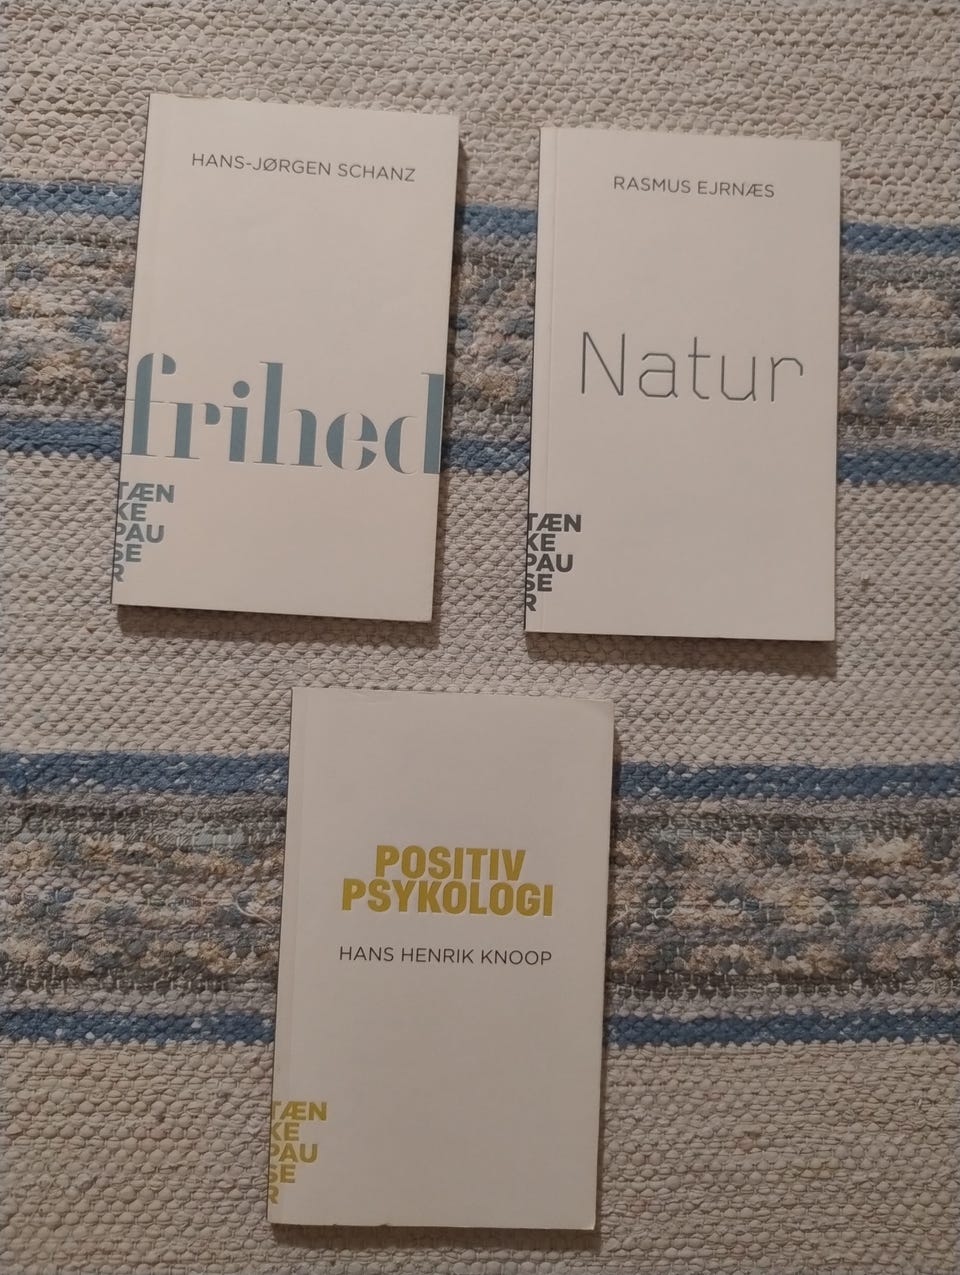 HANS-JØRGEN SCHANZ
frihed
TÆN
KE
PAU
SE
R
RASMUS EJRNÆS
Natur
TÆN
KE
PAU
SE
R
POSITIV
PSYKOLOGI
HANS HENRIK KNOOP
TÆN
KE
PAU
SE
R